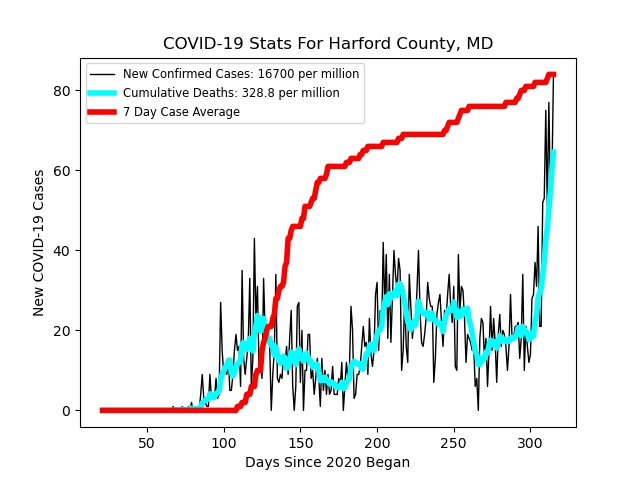 COVID-19 Stats For Harford County, MD
New Confirmed Cases: 16700 per million
Cumulative Deaths: 328.8 per million
7 Day Case Average
New COVID-19 Cases
80
60
40
20
0
50 100 150 200 250 300
Days Since 2020 Began